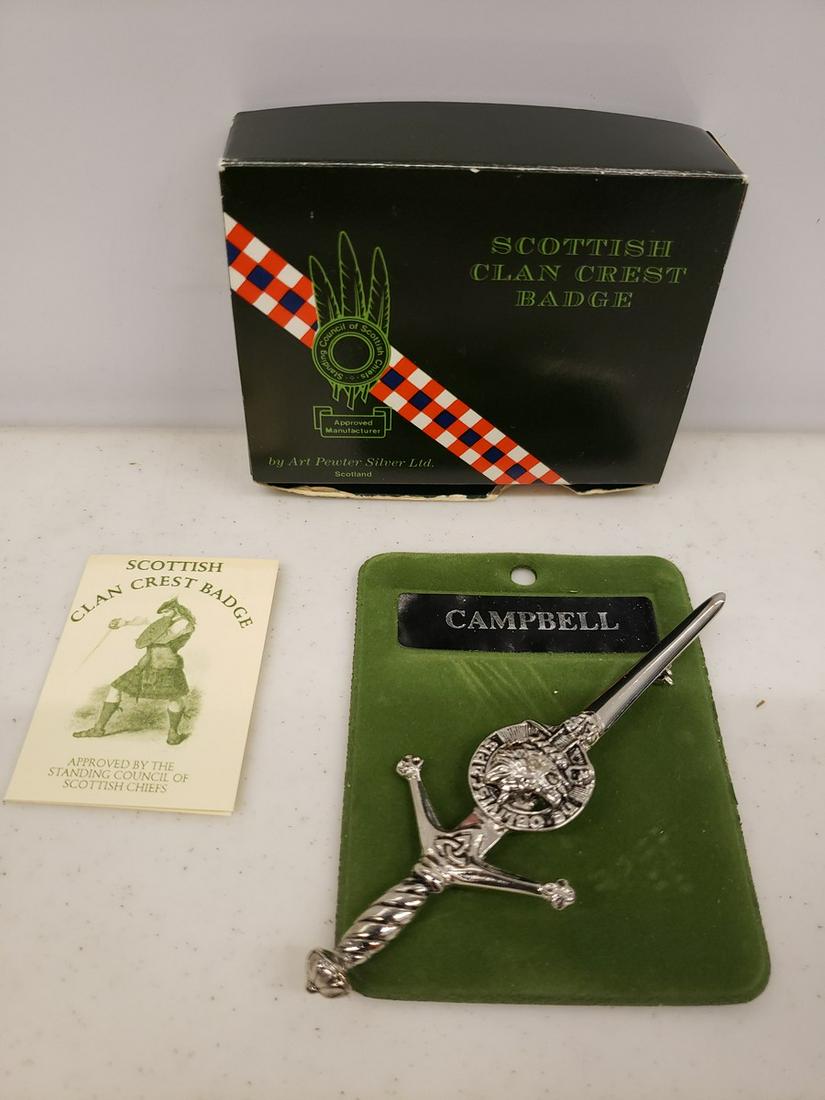 SCOTTISH
CLAN CREST
BADGE
Standing Council of Scottish Chiefs
Approved
Manufacturer
by Art Pewter Silver Ltd.
Scotland
SCOTTISH
CLAN CREST BADGE
APPROVED BY THE
STANDING COUNCIL OF
SCOTTISH CHIEFS
CAMPBELL